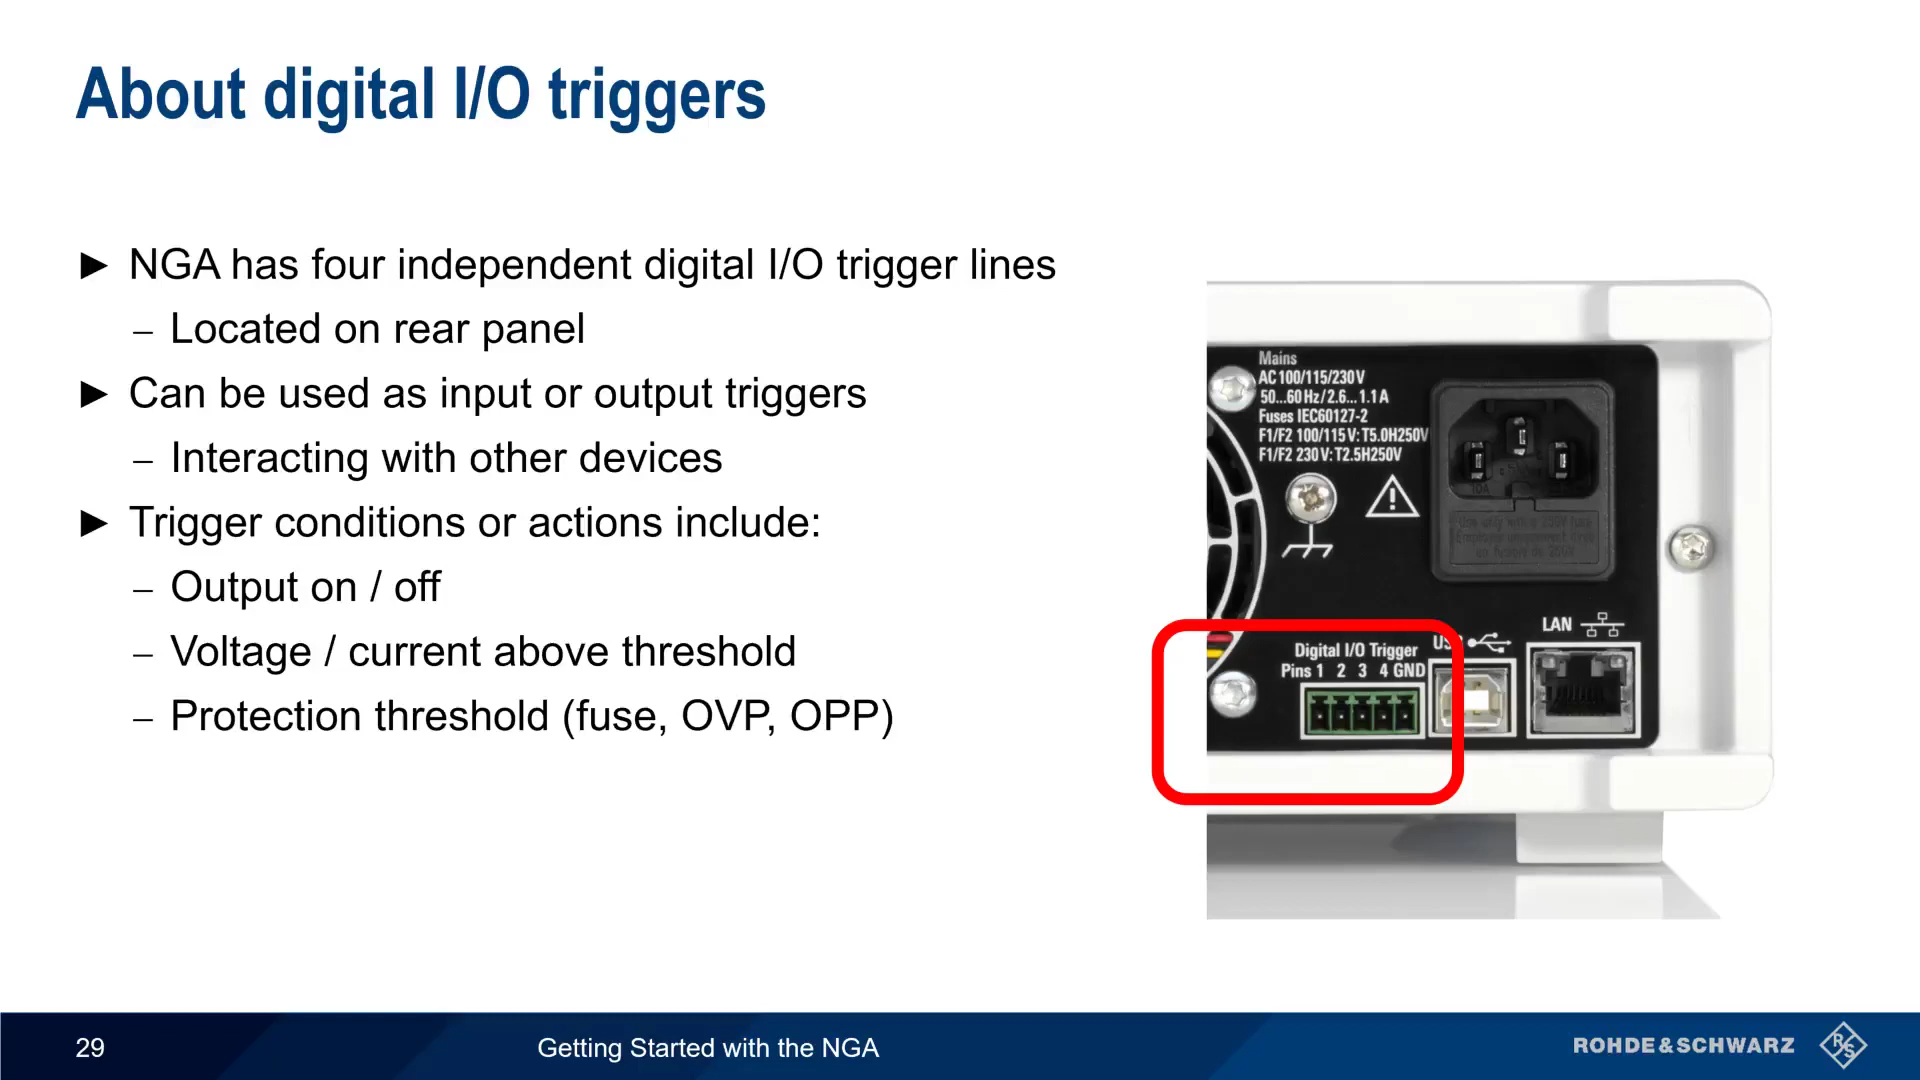 About digital I/O triggers
► NGA has four independent digital I/O trigger lines
– Located on rear panel
► Can be used as input or output triggers
– Interacting with other devices
► Trigger conditions or actions include:
– Output on / off
– Voltage / current above threshold
– Protection threshold (fuse, OVP, OPP)
Mains
AC 100/115/230 V
50...60 Hz/2.6...1.1 A
Fuses IEC60127-2
F1/F2 100/115 V: T5.0H250V
F1/F2 230 V: T2.5H250V
LAN
Digital I/O Trigger
Pins 1 2 3 4 GND
29
Getting Started with the NGA
ROHDE&SCHWARZ
R S